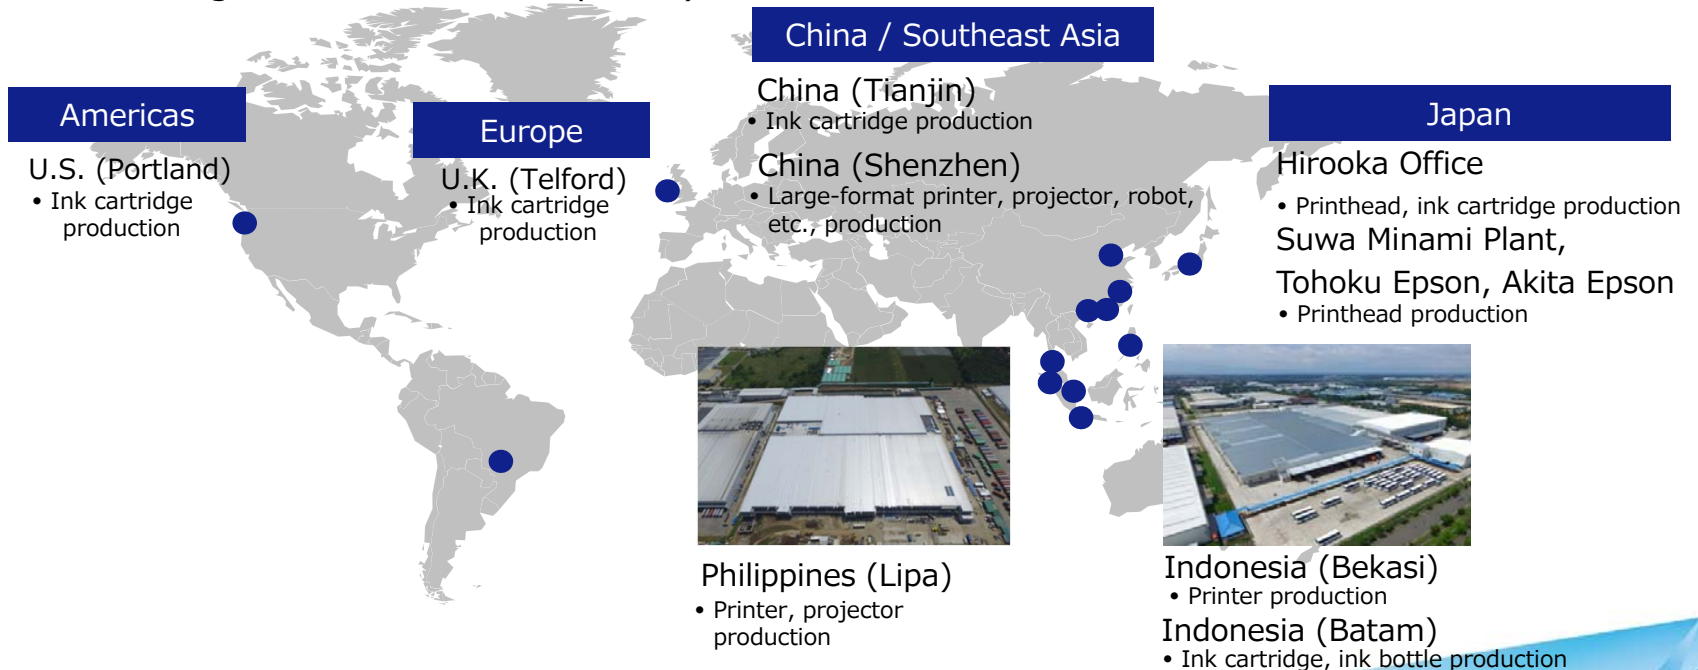 Americas
U.S. (Portland)
• Ink cartridge
production
Europe
U.K. (Telford)
• Ink cartridge
production
China / Southeast Asia
China (Tianjin)
• Ink cartridge production
China (Shenzhen)
• Large-format printer, projector, robot,
etc., production
Japan
Hirooka Office
• Printhead, ink cartridge production
Suwa Minami Plant,
Tohoku Epson, Akita Epson
• Printhead production
Philippines (Lipa)
• Printer, projector
production
Indonesia (Bekasi)
• Printer production
Indonesia (Batam)
• Ink cartridge, ink bottle production